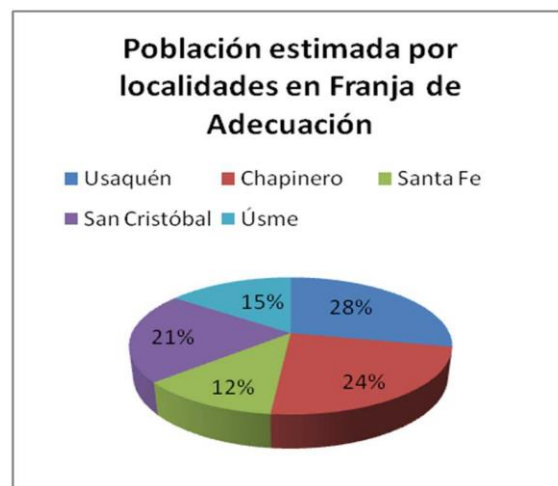 Población estimada por
localidades en Franja de
Adecuación
Usaquén Chapinero Santa Fe
San Cristóbal Úsme
15% 28%
21%
12% 24%